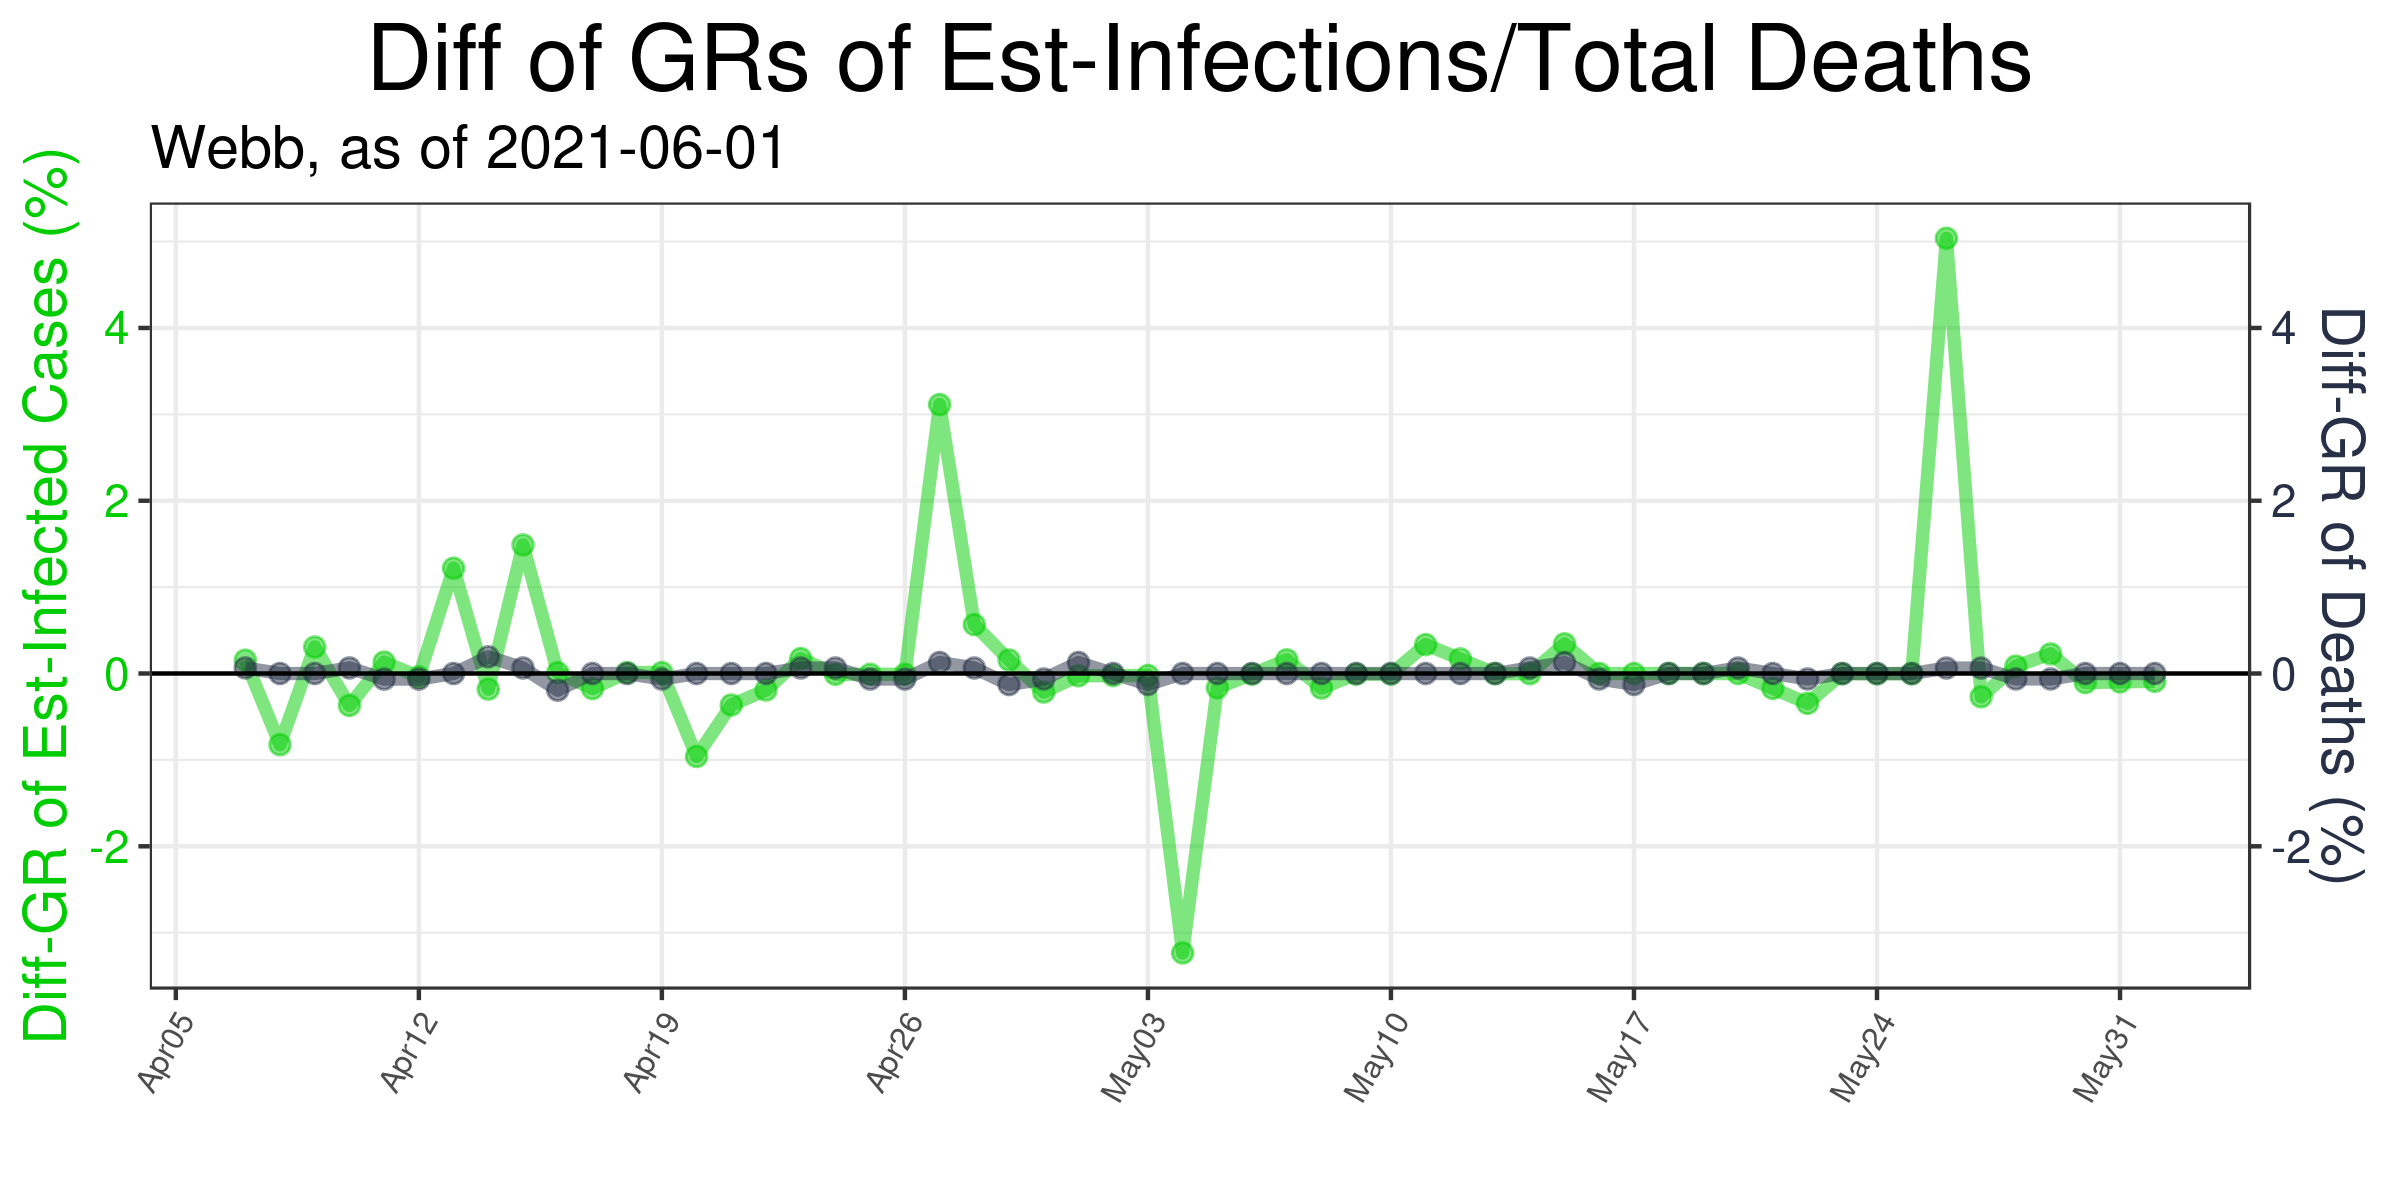 Diff of GRs of Est-Infections/Total Deaths
Webb, as of 2021-06-01
Diff-GR of Est-Infected Cases (%)
4
2
0
-2
4
2
0
-2
Diff-GR of Deaths (%)
Apr05
Apr12
Apr19
Apr26
May03
May10
May17
May24
May31